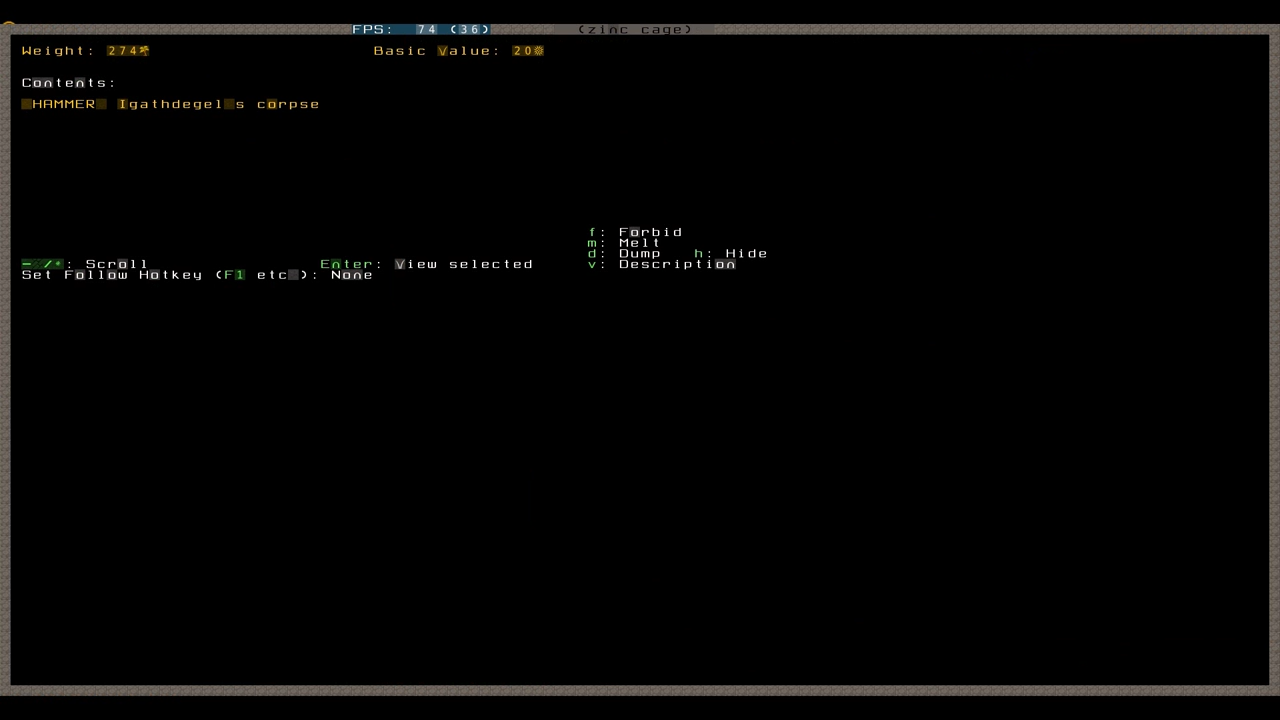 FPS: 74 (36) (zinc cage)
Weight: 274 Basic Value: 20☼
Contents:
HAMMER Igathdegel s corpse
f: Forbid
m: Melt
d: Dump h: Hide
- /*: Scroll Enter: View selected v: Description
Set Follow Hotkey (F1 etc ): None